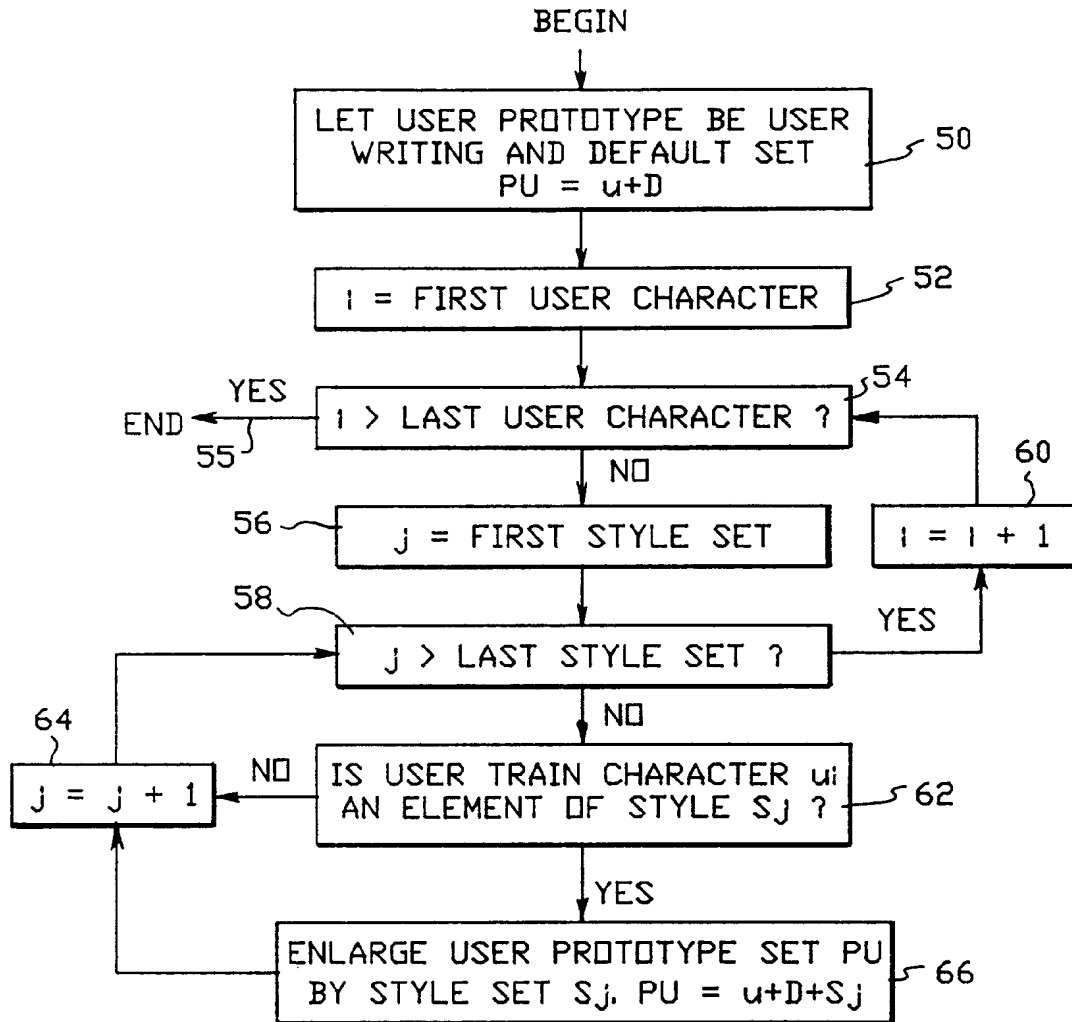 BEGIN
LET USER PROTOTYPE BE USER
WRITING AND DEFAULT SET
PU = u+D
50
i = FIRST USER CHARACTER
52
YES
54
END
i > LAST USER CHARACTER ?
55
NO
60
56
j = FIRST STYLE SET
i = i + 1
58
YES
j > LAST STYLE SET ?
NO
64
NO
IS USER TRAIN CHARACTER ui
AN ELEMENT OF STYLE Sj ?
j = j + 1
62
YES
ENLARGE USER PROTOTYPE SET PU
BY STYLE SET Sj. PU = u+D+Sj
66